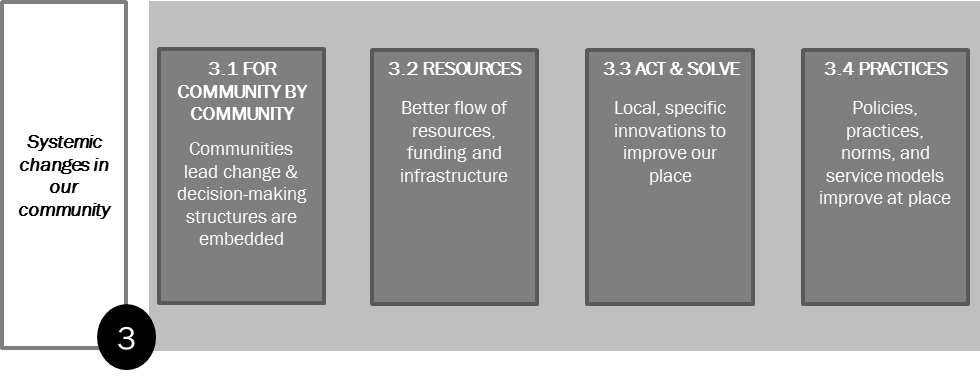 Systemic
changes in
our
community
3
3.1 FOR
COMMUNITY BY
COMMUNITY
Communities
lead change &
decision-making
structures are
embedded
3.2 RESOURCES
Better flow of
resources,
funding and
infrastructure
3.3 ACT & SOLVE
Local, specific
innovations to
improve our
place
3.4 PRACTICES
Policies,
practices,
norms, and
service models
improve at place